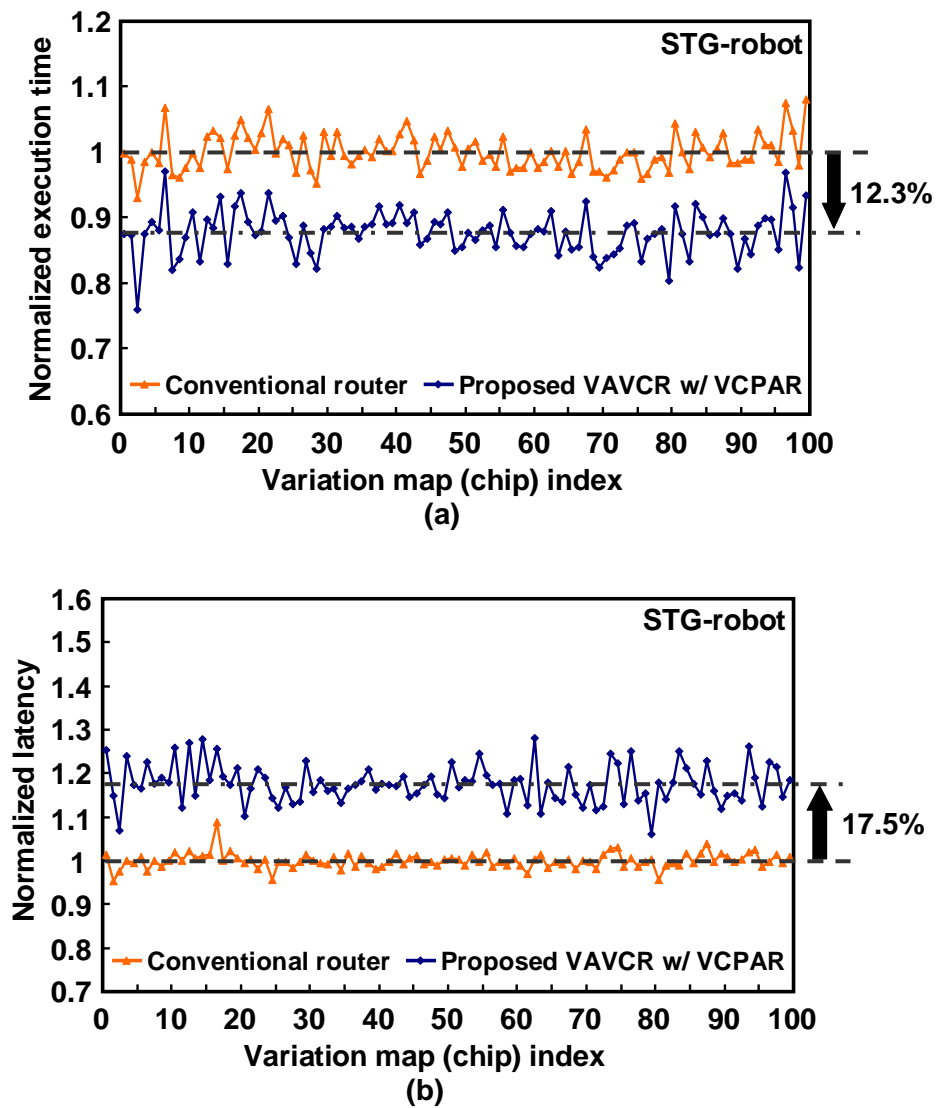 1.2
STG-robot
1.1
1
12.3%
0.9
0.8
0.7
Conventional router Proposed VAVCR w/ VCPAR
0.6
0 10 20 30 40 50 60 70 80 90 100
Normalized execution time
Variation map (chip) index
(a)
1.6
STG-robot
1.5
1.4
1.3
1.2
1.1
17.5%
1
0.9
0.8
Conventional router Proposed VAVCR w/ VCPAR
0.7
0 10 20 30 40 50 60 70 80 90 100
Normalized latency
Variation map (chip) index
(b)